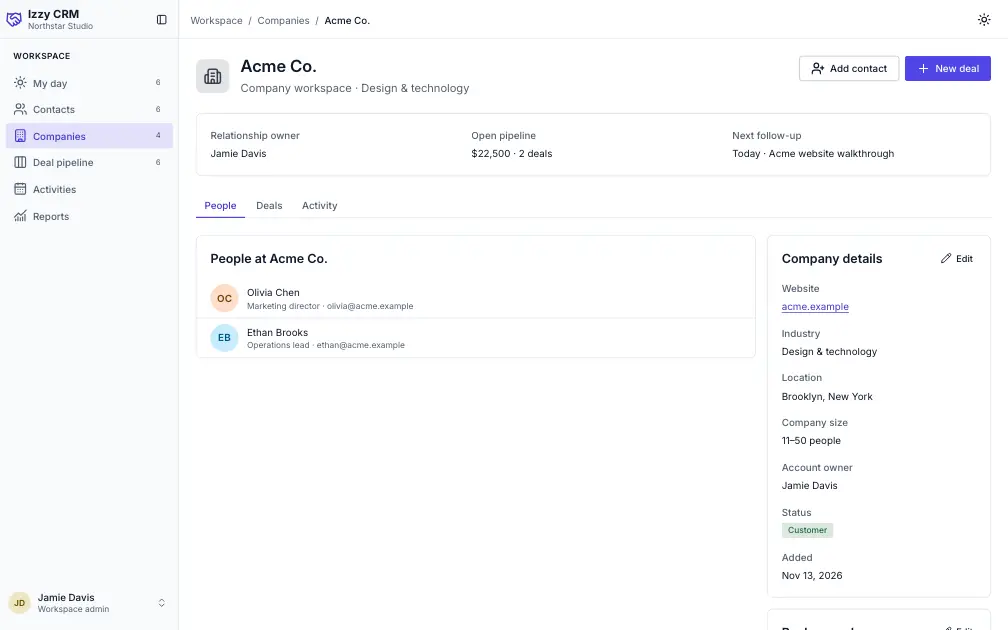 Izzy CRM
Northstar Studio
WORKSPACE
My day 6
Contacts 6
Companies 4
Deal pipeline 6
Activities
Reports
JD
Jamie Davis
Workspace admin
Workspace / Companies / Acme Co.
Acme Co.
Company workspace · Design & technology
Add contact
New deal
Relationship owner
Jamie Davis
Open pipeline
$22,500 · 2 deals
Next follow-up
Today · Acme website walkthrough
People Deals Activity
People at Acme Co.
OC
Olivia Chen
Marketing director · olivia@acme.example
EB
Ethan Brooks
Operations lead · ethan@acme.example
Company details
Edit
Website
acme.example
Industry
Design & technology
Location
Brooklyn, New York
Company size
11–50 people
Account owner
Jamie Davis
Status
Customer
Added
Nov 13, 2026